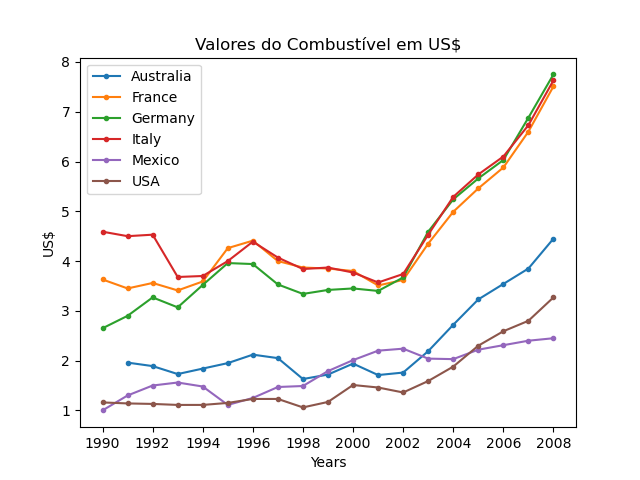 Valores do Combustível em US$
8
7
6
5
4
3
2
1
US$
Australia
France
Germany
Italy
Mexico
USA
1990 1992 1994 1996 1998 2000 2002 2004 2006 2008
Years